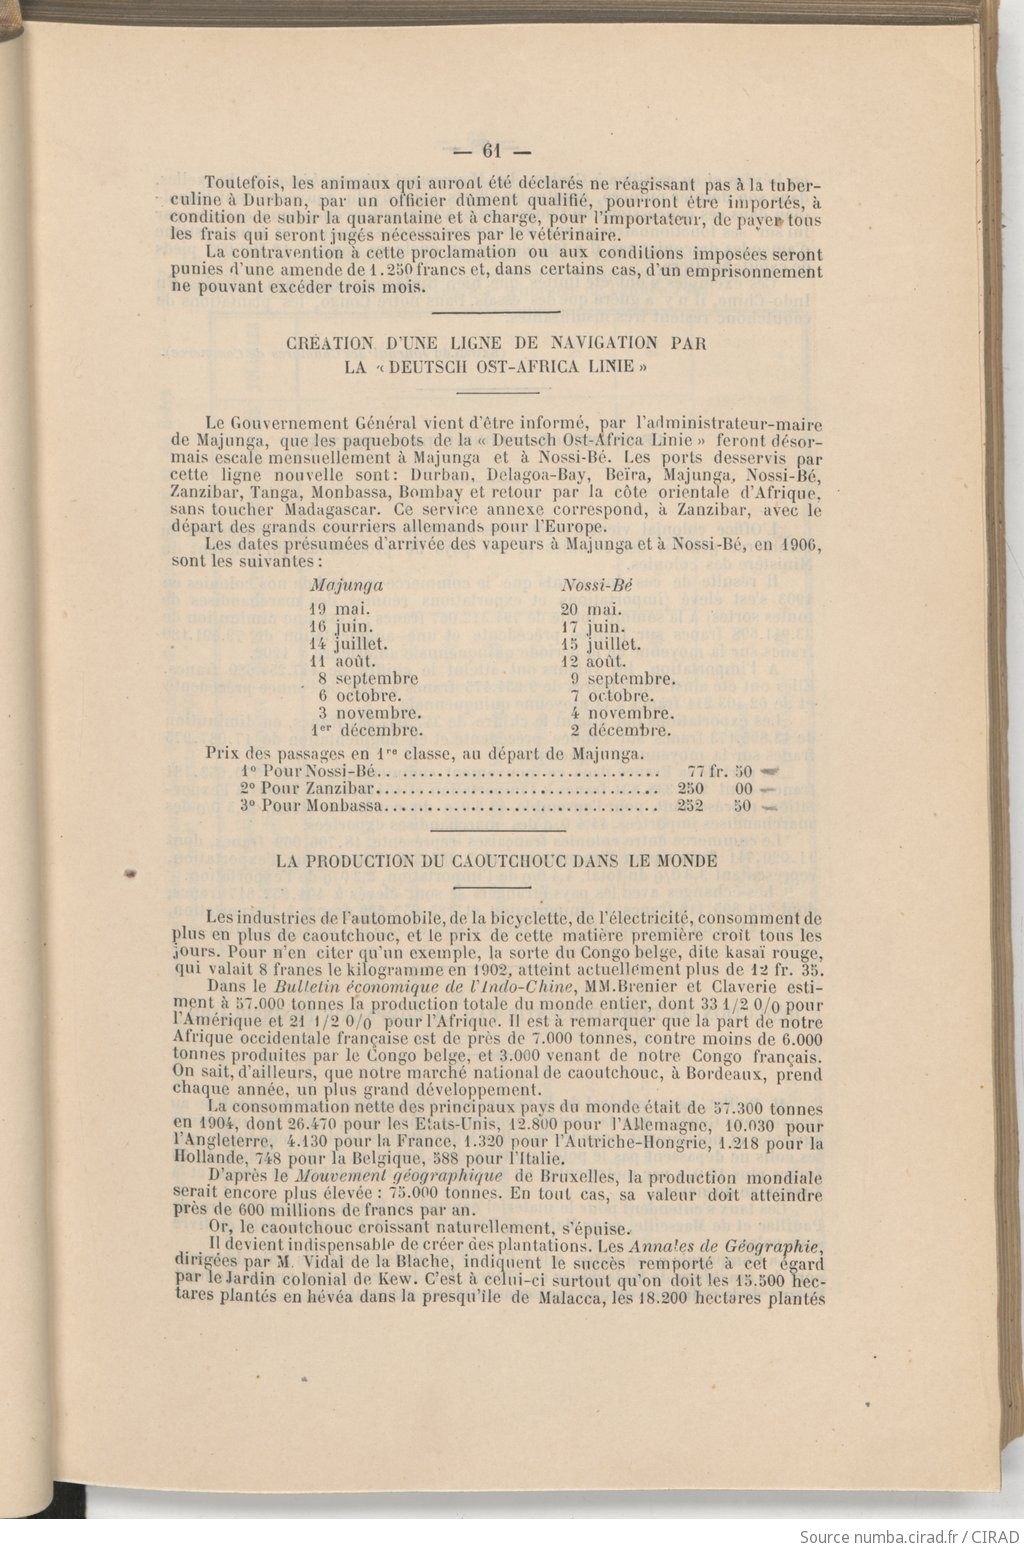 — 61 —
Toutefois, les animaux qui auront été déclarés ne réagissant pas à la tuber-
culine à Durban, par un officier dûment qualifié, pourront être importés, à
condition de subir la quarantaine et à charge, pour l'importateur, de payer tous
les frais qui seront jugés nécessaires par le vétérinaire.
La contravention à cette proclamation ou aux conditions imposées seront
punies d'une amende de 1.250 francs et, dans certains cas, d'un emprisonnement
ne pouvant excéder trois mois.
CRÉATION D'UNE LIGNE DE NAVIGATION PAR
LA « DEUTSCH OST-AFRICA LINIE »
Le Gouvernement Général vient d'être informé, par l'administrateur-maire
de Majunga, que les paquebots de la « Deutsch Ost-Africa Linie » feront désor-
mais escale mensuellement à Majunga et à Nossi-Bé. Les ports desservis par
cette ligne nouvelle sont : Durban, Delagoa-Bay, Beïra, Majunga, Nossi-Bé,
Zanzibar, Tanga, Monbassa, Bombay et retour par la côte orientale d'Afrique,
sans toucher Madagascar. Ce service annexe correspond, à Zanzibar, avec le
départ des grands courriers allemands pour l'Europe.
Les dates présumées d'arrivée des vapeurs à Majunga et à Nossi-Bé, en 1906,
sont les suivantes :
Majunga Nossi-Bé
19 mai. 20 mai.
16 juin. 17 juin.
14 juillet. 15 juillet.
11 août. 12 août.
8 septembre 9 septembre.
6 octobre. 7 octobre.
3 novembre. 4 novembre.
1er décembre. 2 décembre.
Prix des passages en 1re classe, au départ de Majunga.
1° Pour Nossi-Bé................................ 77 fr. 50 —
2° Pour Zanzibar................................ 250 00 —
3° Pour Monbassa................................ 252 50 —
LA PRODUCTION DU CAOUTCHOUC DANS LE MONDE
Les industries de l'automobile, de la bicyclette, de l'électricité, consomment de
plus en plus de caoutchouc, et le prix de cette matière première croît tous les
jours. Pour n'en citer qu'un exemple, la sorte du Congo belge, dite kasaï rouge,
qui valait 8 francs le kilogramme en 1902, atteint actuellement plus de 12 fr. 35.
Dans le Bulletin économique de l'Indo-Chine, MM. Brenier et Claverie esti-
ment à 57.000 tonnes la production totale du monde entier, dont 33 1/2 0/0 pour
l'Amérique et 21 1/2 0/0 pour l'Afrique. Il est à remarquer que la part de notre
Afrique occidentale française est de près de 7.000 tonnes, contre moins de 6.000
tonnes produites par le Congo belge, et 3.000 venant de notre Congo français.
On sait, d'ailleurs, que notre marché national de caoutchouc, à Bordeaux, prend
chaque année, un plus grand développement.
La consommation nette des principaux pays du monde était de 57.300 tonnes
en 1904, dont 26.470 pour les Etats-Unis, 12.800 pour l'Allemagne, 10.030 pour
l'Angleterre, 4.130 pour la France, 1.320 pour l'Autriche-Hongrie, 1.218 pour la
Hollande, 748 pour la Belgique, 588 pour l'Italie.
D'après le Mouvement géographique de Bruxelles, la production mondiale
serait encore plus élevée : 75.000 tonnes. En tout cas, sa valeur doit atteindre
près de 600 millions de francs par an.
Or, le caoutchouc croissant naturellement, s'épuise.
Il devient indispensable de créer des plantations. Les Annales de Géographie,
dirigées par M. Vidal de la Blache, indiquent le succès remporté à cet égard
par le Jardin colonial de Kew. C'est à celui-ci surtout qu'on doit les 15.500 hec-
tares plantés en hévéa dans la presqu'île de Malacca, les 18.200 hectares plantés
Source numba.cirad.fr / CIRAD